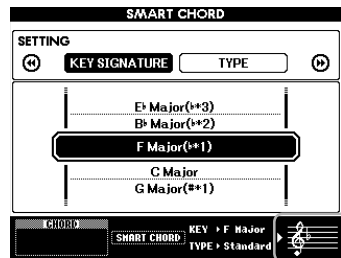 SMART CHORD
SETTING
KEY SIGNATURE TYPE
E♭ Major(♭*3)
B♭ Major(♭*2)
F Major(♭*1)
C Major
G Major(#*1)
CHORD
SMART CHORD
KEY ▸ F Major
TYPE ▸ Standard